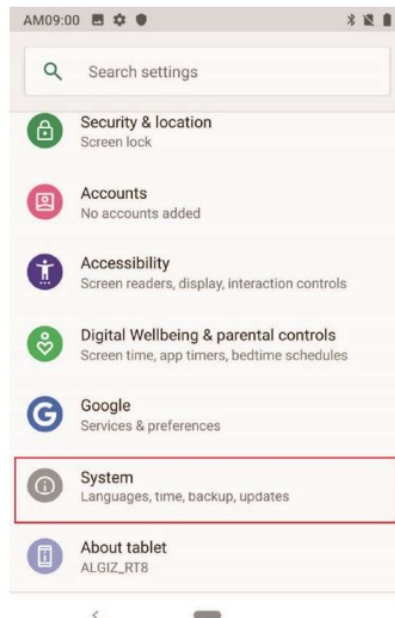 AM09:00
Search settings
Security & location
Screen lock
Accounts
No accounts added
Accessibility
Screen readers, display, interaction controls
Digital Wellbeing & parental controls
Screen time, app timers, bedtime schedules
Google
Services & preferences
System
Languages, time, backup, updates
About tablet
ALGIZ_RT8